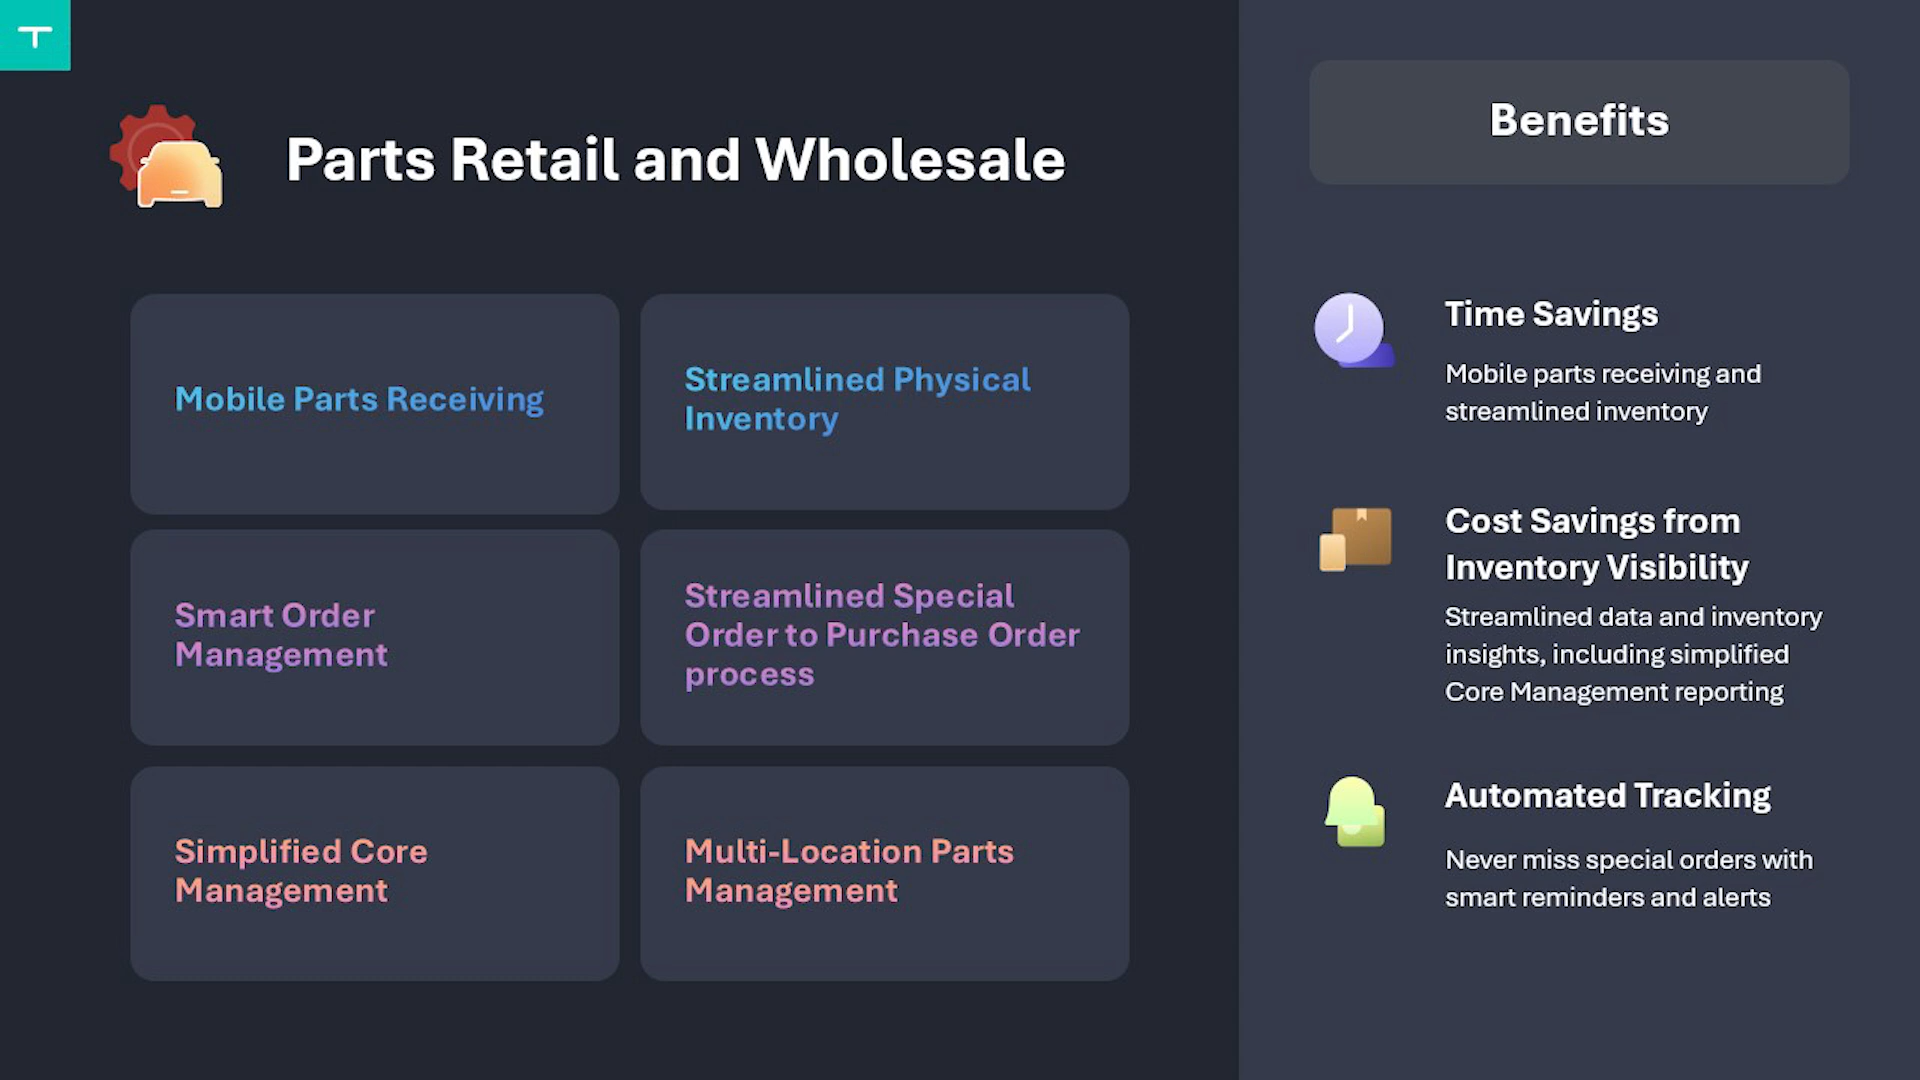 T
Parts Retail and Wholesale
Mobile Parts Receiving
Streamlined Physical
Inventory
Smart Order
Management
Streamlined Special
Order to Purchase Order
process
Simplified Core
Management
Multi-Location Parts
Management
Benefits
Time Savings
Mobile parts receiving and
streamlined inventory
Cost Savings from
Inventory Visibility
Streamlined data and inventory
insights, including simplified
Core Management reporting
Automated Tracking
Never miss special orders with
smart reminders and alerts